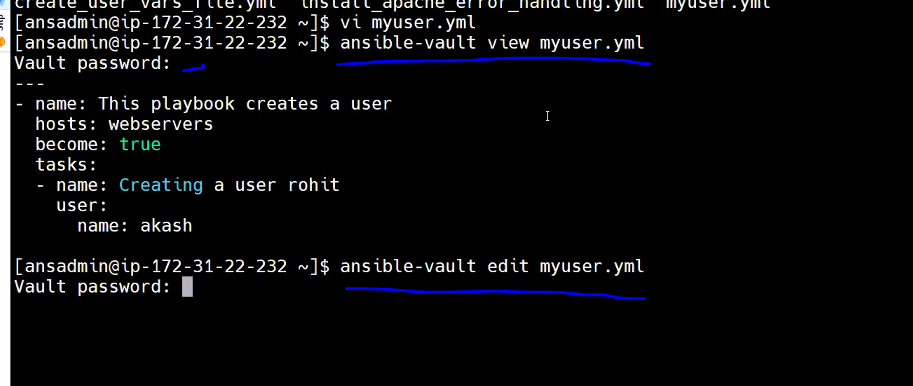 create_user_vars_file.yml  install_apache_error_handling.yml  myuser.yml
[ansadmin@ip-172-31-22-232 ~]$ vi myuser.yml
[ansadmin@ip-172-31-22-232 ~]$ ansible-vault view myuser.yml
Vault password:
---
- name: This playbook creates a user
  hosts: webservers
  become: true
  tasks:
  - name: Creating a user rohit
    user:
      name: akash
[ansadmin@ip-172-31-22-232 ~]$ ansible-vault edit myuser.yml
Vault password: